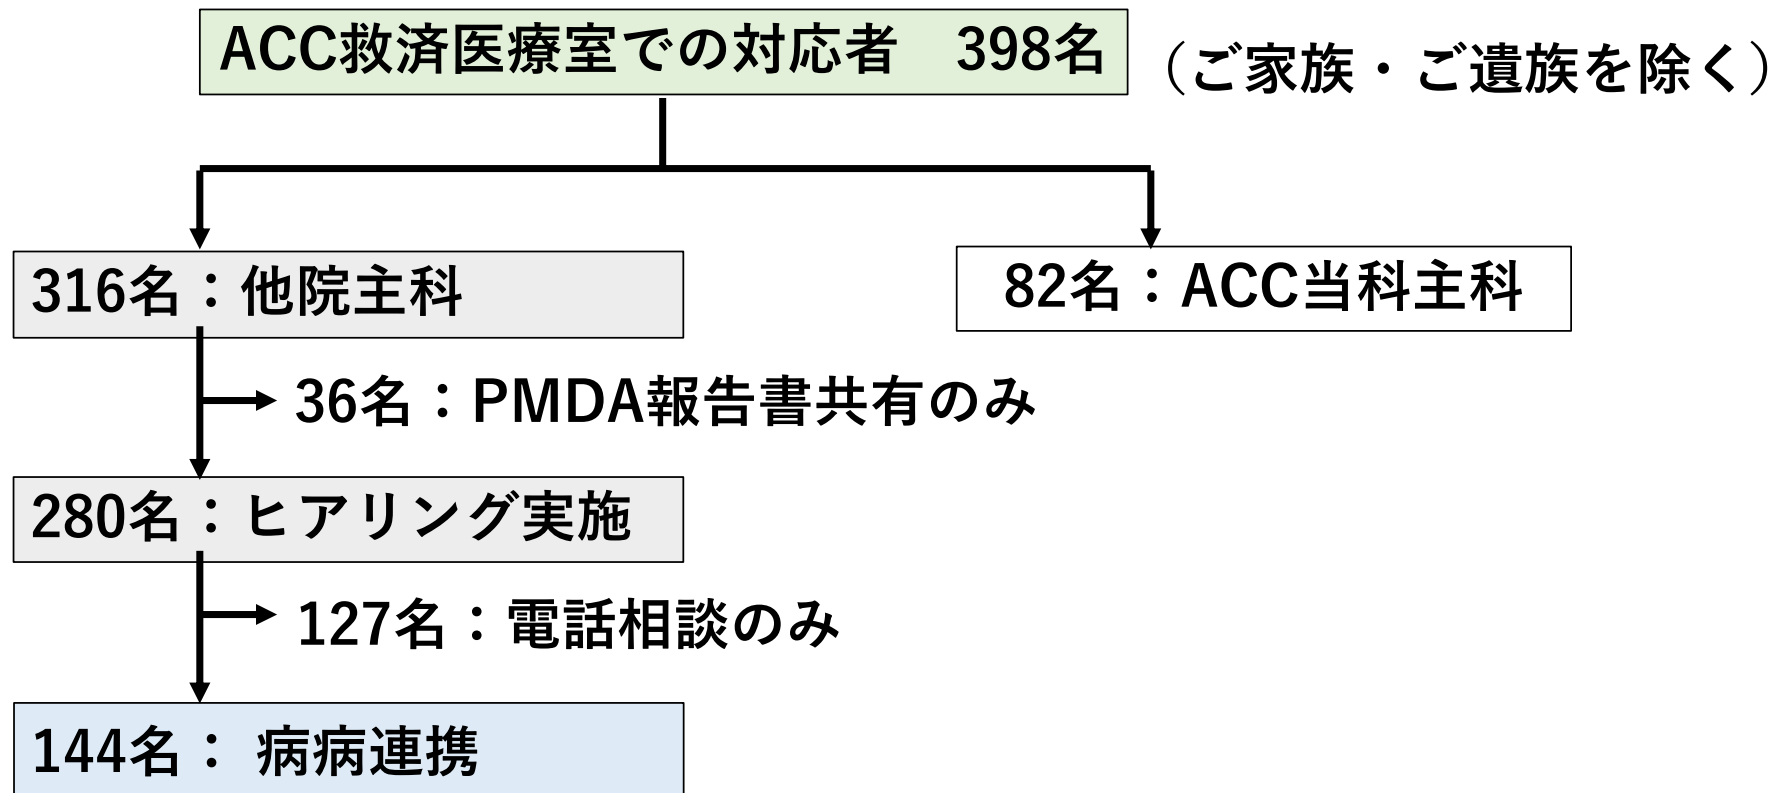 ACC救済医療室での対応者　398名
（ご家族・ご遺族を除く）
316名：他院主科
82名：ACC当科主科
36名：PMDA報告書共有のみ
280名：ヒアリング実施
127名：電話相談のみ
144名： 病病連携